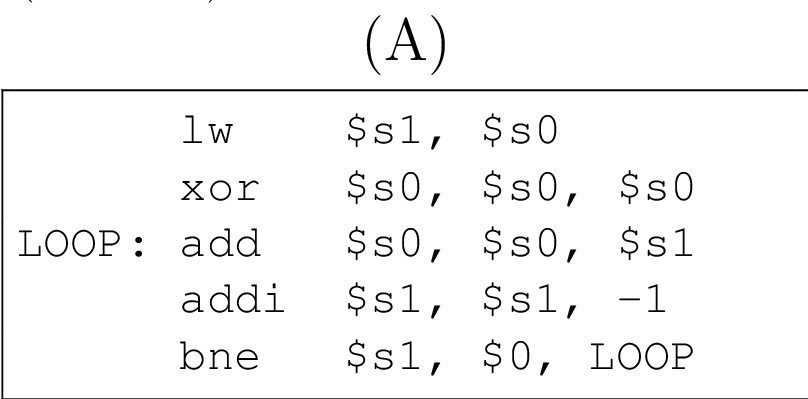 (A)
lw $s1, $s0
xor $s0, $s0, $s0
LOOP: add $s0, $s0, $s1
addi $s1, $s1, -1
bne $s1, $0, LOOP